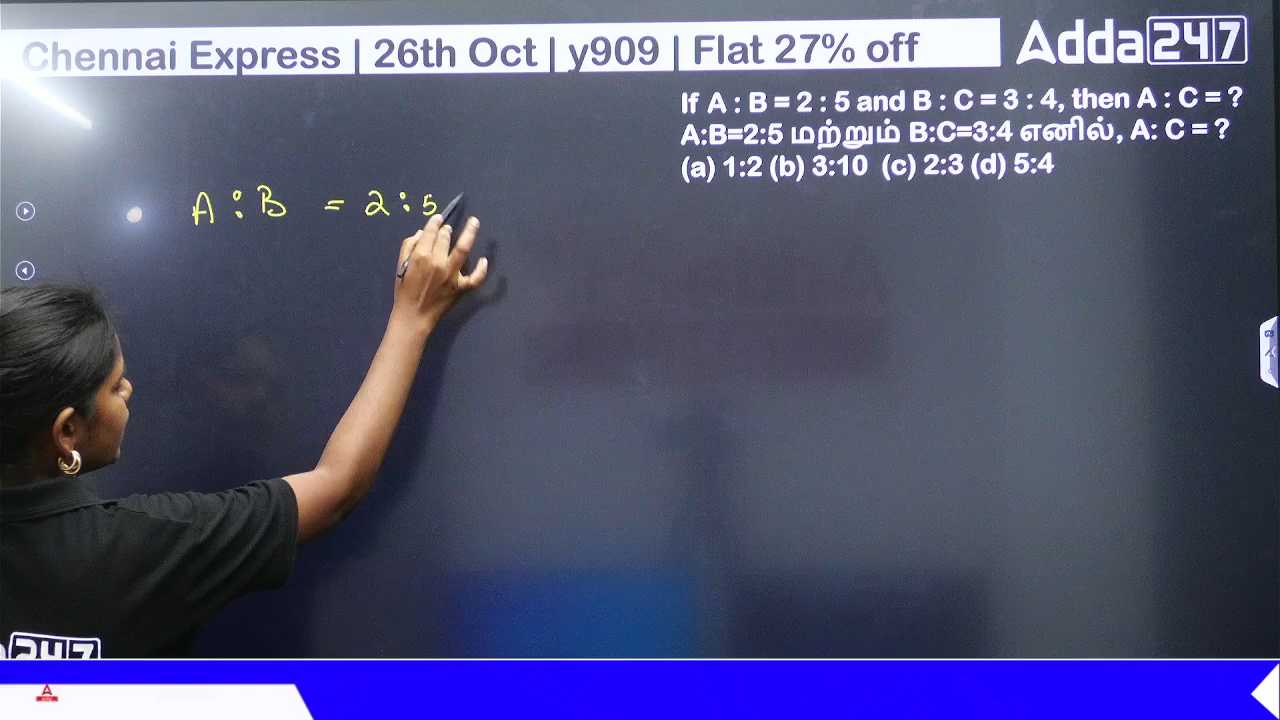 Chennai Express | 26th Oct | y909 | Flat 27% off
Adda247
If A : B = 2 : 5 and B : C = 3 : 4, then A : C = ?
A:B=2:5 மற்றும் B:C=3:4 எனில், A: C = ?
(a) 1:2 (b) 3:10 (c) 2:3 (d) 5:4
A : B = 2 : 5
247